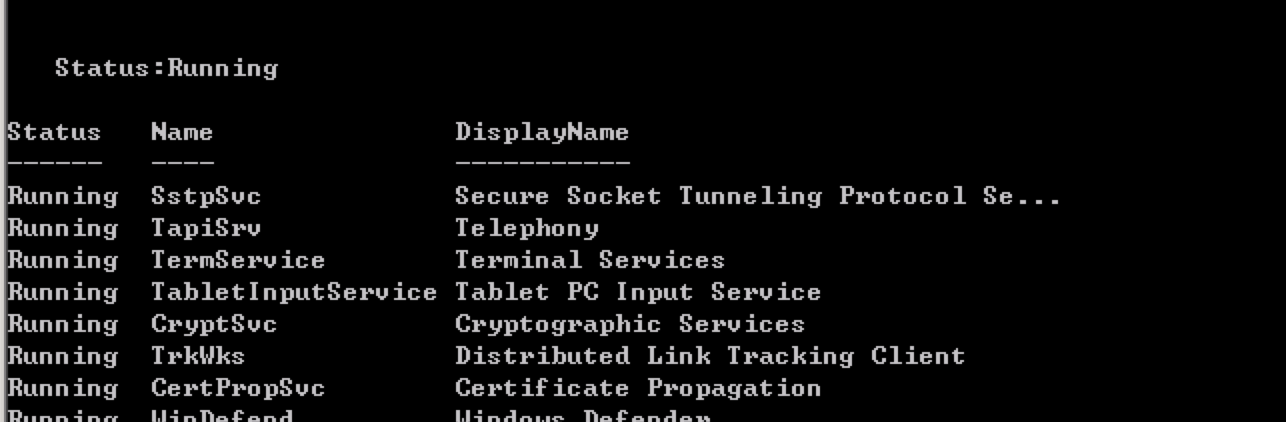 Status:Running
Status Name DisplayName
------ ---- -----------
Running SstpSvc Secure Socket Tunneling Protocol Se...
Running TapiSrv Telephony
Running TermService Terminal Services
Running TabletInputService Tablet PC Input Service
Running CryptSvc Cryptographic Services
Running TrkWks Distributed Link Tracking Client
Running CertPropSvc Certificate Propagation
Running WinDefend Windows Defender